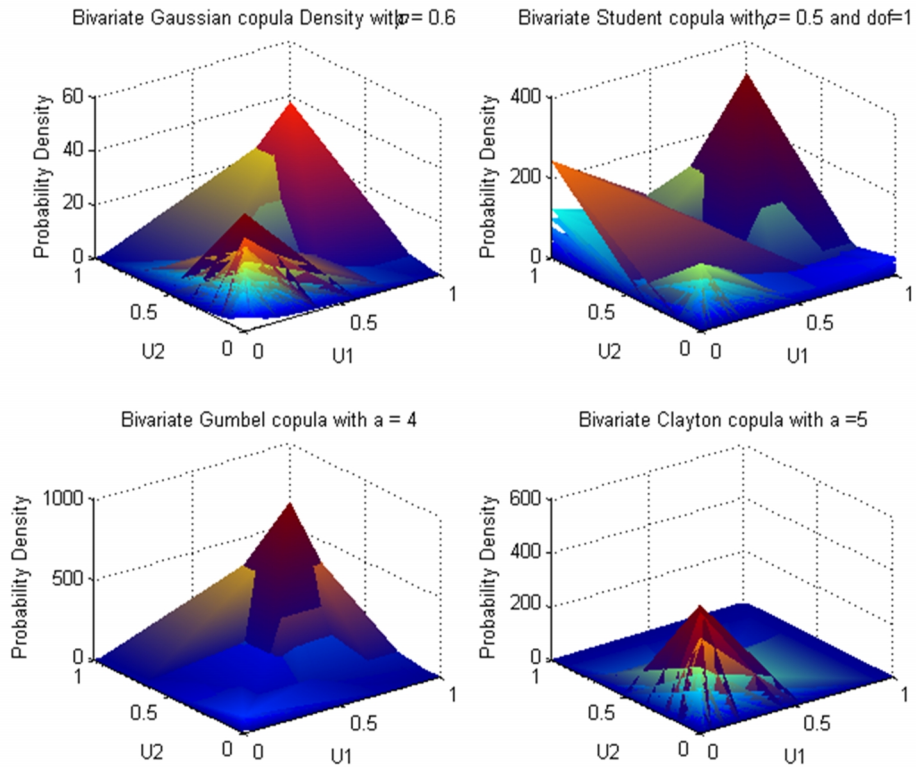 Bivariate Gaussian copula Density with ρ= 0.6
60
40
20
0
Probability Density
1
0.5
0
U2
0
0.5
1
U1
Bivariate Student copula with ρ= 0.5 and dof=1
400
200
0
Probability Density
1
0.5
0
U2
0
0.5
1
U1
Bivariate Gumbel copula with a = 4
1000
500
0
Probability Density
1
0.5
0
U2
0
0.5
1
U1
Bivariate Clayton copula with a =5
600
400
200
0
Probability Density
1
0.5
0
U2
0
0.5
1
U1